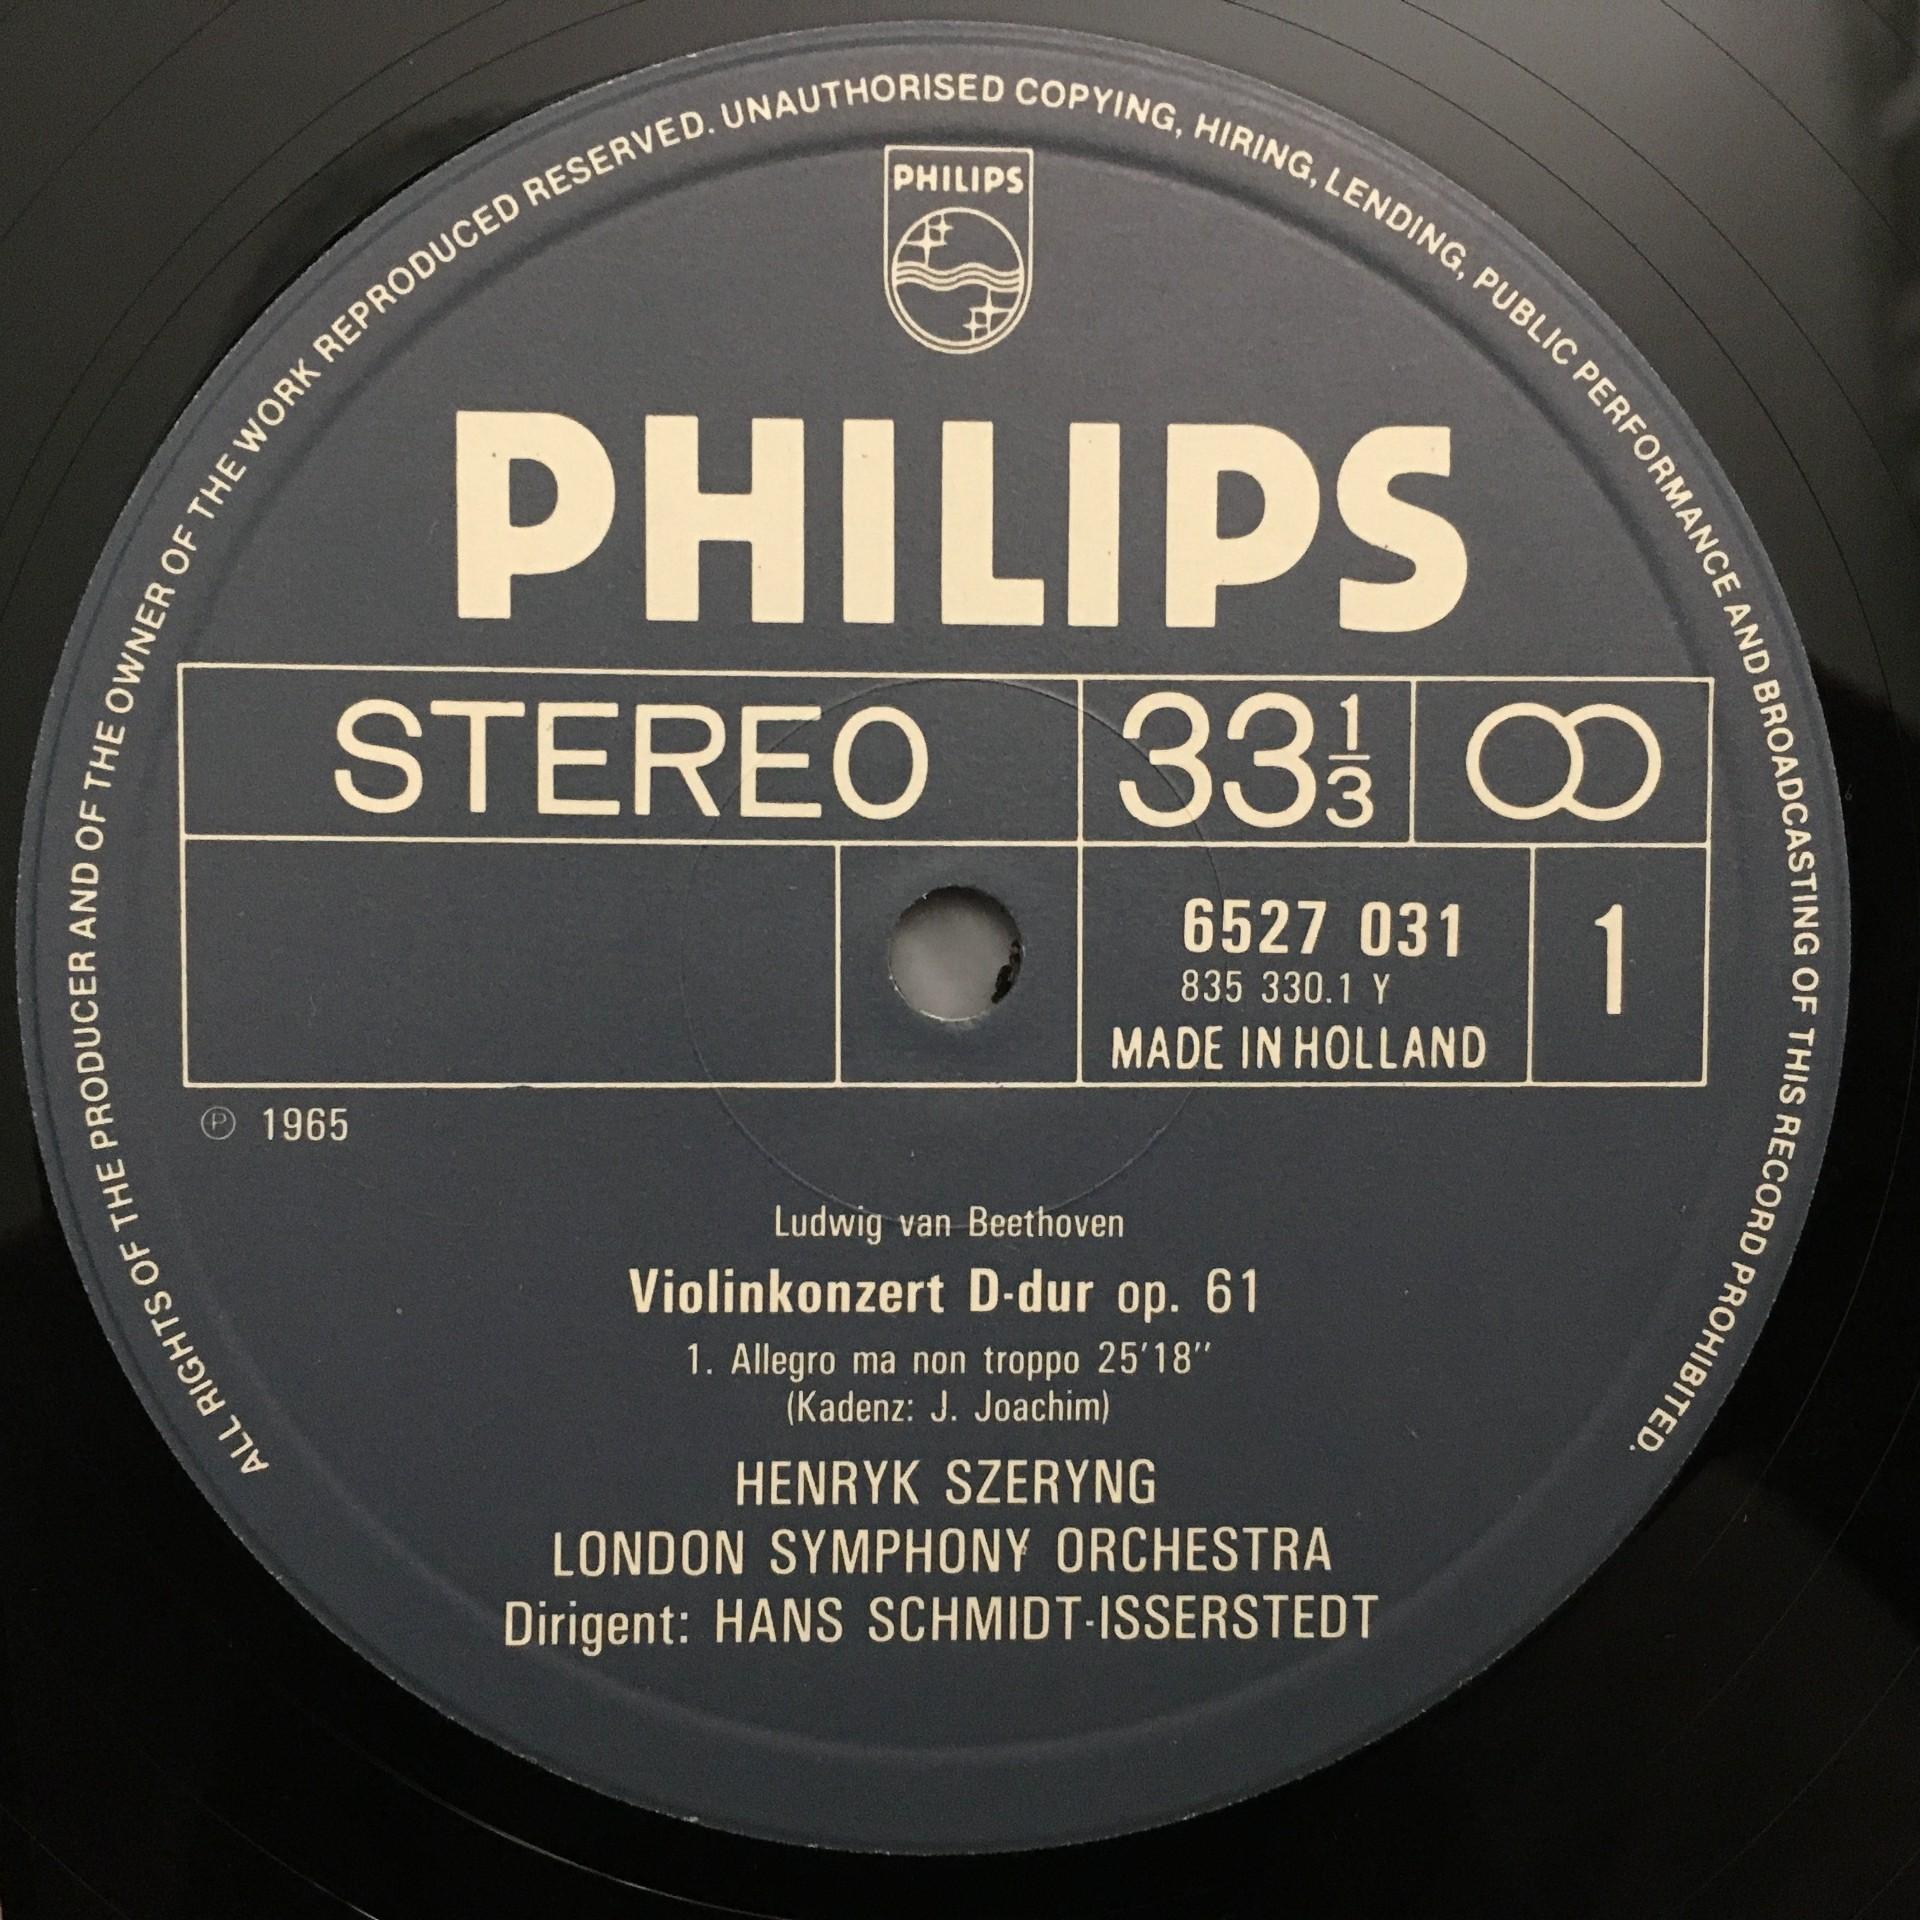 ALL RIGHTS OF THE PRODUCER AND OF THE OWNER OF THE WORK REPRODUCED RESERVED. UNAUTHORISED COPYING, HIRING, LENDING, PUBLIC PERFORMANCE AND BROADCASTING OF THIS RECORD PROHIBITED.
PHILIPS
PHILIPS
STEREO 33 1/3
6527 031 1
835 330.1 Y
MADE IN HOLLAND
℗ 1965
Ludwig van Beethoven
Violinkonzert D-dur op. 61
1. Allegro ma non troppo 25'18''
(Kadenz: J. Joachim)
HENRYK SZERYNG
LONDON SYMPHONY ORCHESTRA
Dirigent: HANS SCHMIDT-ISSERSTEDT